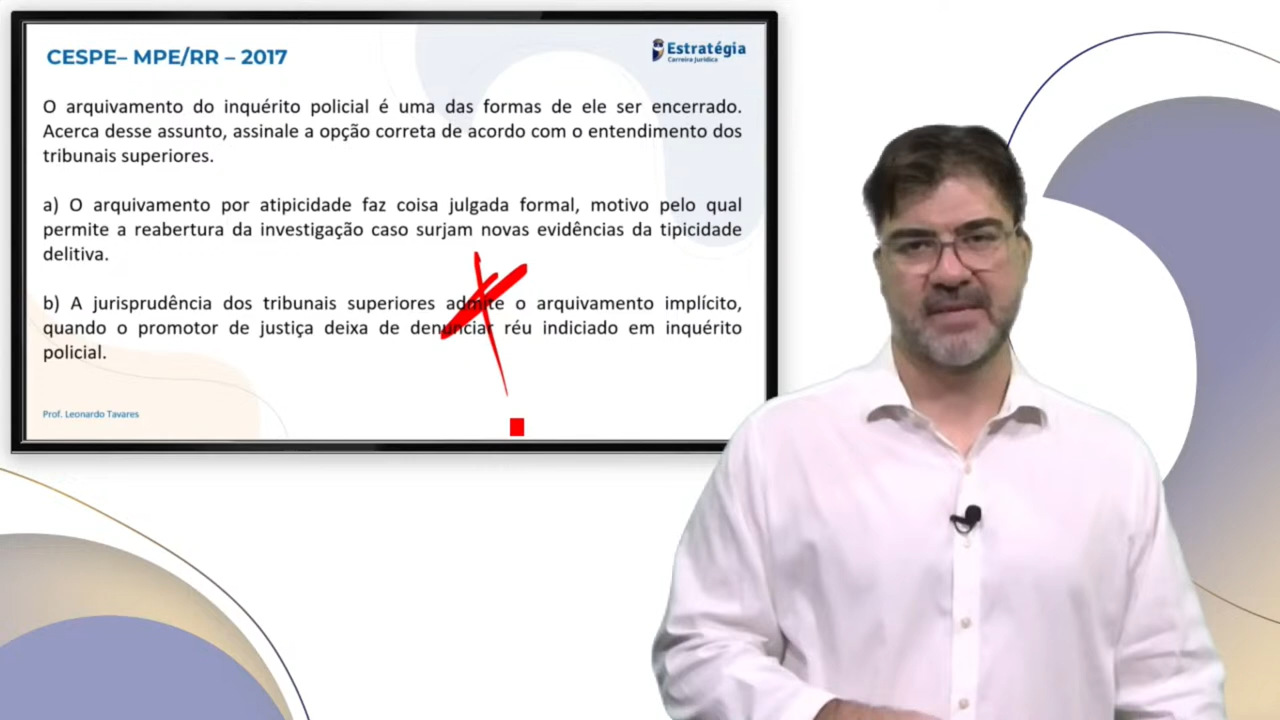 CESPE– MPE/RR – 2017
Estratégia
Carreira Jurídica
O arquivamento do inquérito policial é uma das formas de ele ser encerrado.
Acerca desse assunto, assinale a opção correta de acordo com o entendimento dos
tribunais superiores.
a) O arquivamento por atipicidade faz coisa julgada formal, motivo pelo qual
permite a reabertura da investigação caso surjam novas evidências da tipicidade
delitiva.
b) A jurisprudência dos tribunais superiores admite o arquivamento implícito,
quando o promotor de justiça deixa de denunciar réu indiciado em inquérito
policial.
Prof. Leonardo Tavares